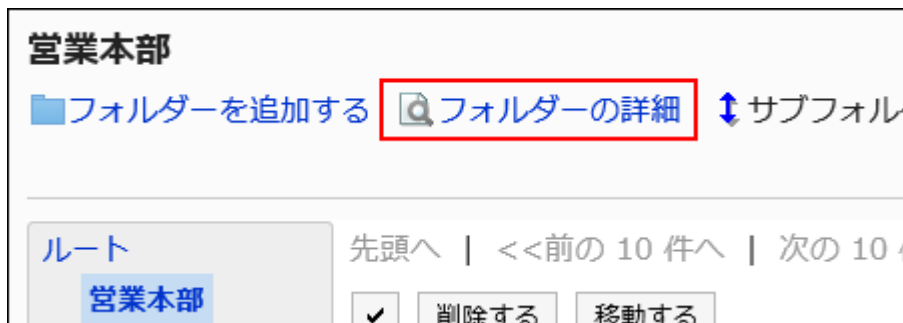 営業本部
フォルダーを追加する フォルダーの詳細 サブフォル
ルート
営業本部
先頭へ | <<前の 10 件へ | 次の 10
削除する 移動する